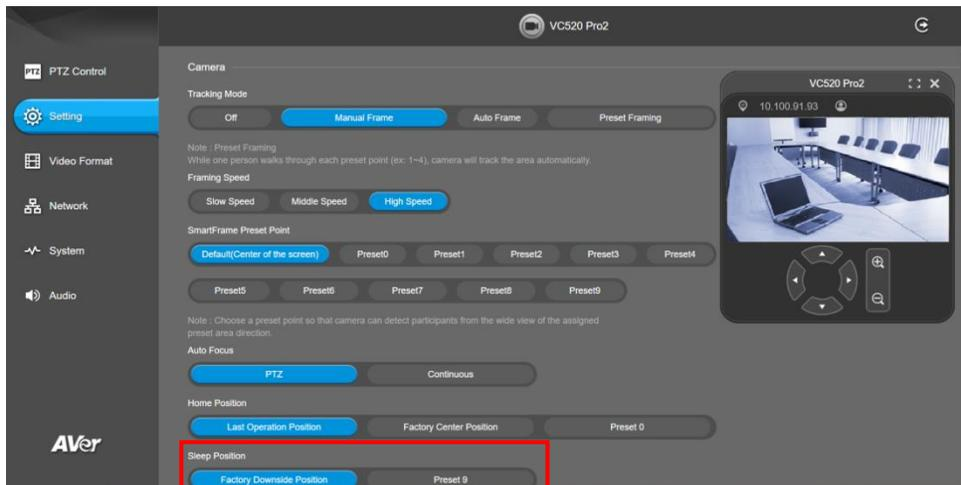 VC520 Pro2
PTZ PTZ Control
Setting
Video Format
Network
System
Audio
AVer
Camera
Tracking Mode
Off Manual Frame Auto Frame Preset Framing
Note : Preset Framing
While one person walks through each preset point (ex: 1~4), camera will track the area automatically.
Framing Speed
Slow Speed Middle Speed High Speed
SmartFrame Preset Point
Default(Center of the screen) Preset0 Preset1 Preset2 Preset3 Preset4
Preset5 Preset6 Preset7 Preset8 Preset9
Note : Choose a preset point so that camera can detect participants from the wide view of the assigned
preset area direction.
Auto Focus
PTZ Continuous
Home Position
Last Operation Position Factory Center Position Preset 0
Sleep Position
Factory Downside Position Preset 9
VC520 Pro2
10.100.91.93